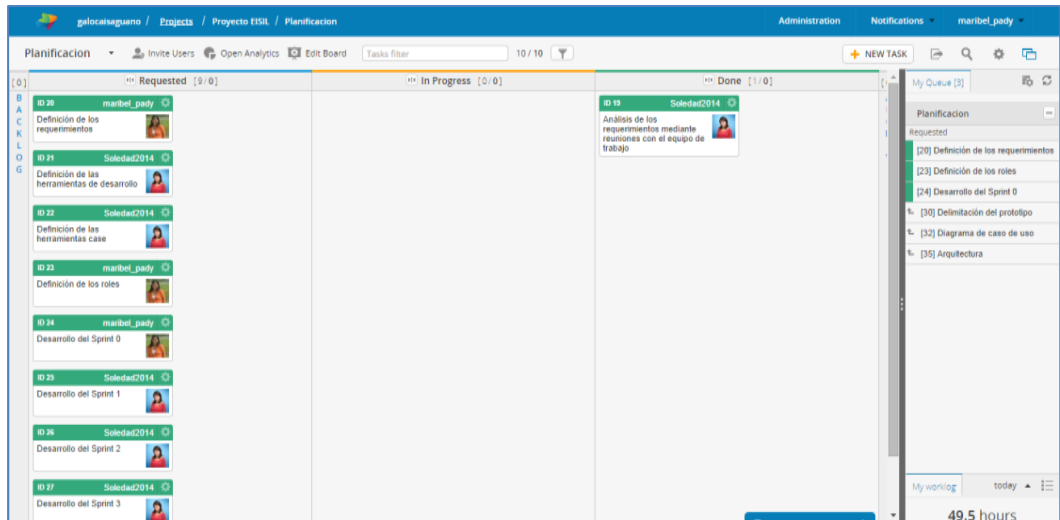 galocaisaguano / Projects / Proyecto EISIL / Planificacion
Administration
Notifications
maribel_pady
Planificacion
Invite Users
Open Analytics
Edit Board
Tasks filter
10 / 10
+ NEW TASK
[0]
BACKLOG
Requested [9/0]
In Progress [0/0]
Done [1/0]
ID 20 maribel_pady
Definición de los
requerimientos
ID 21 Soledad2014
Definición de las
herramientas de desarrollo
ID 22 Soledad2014
Definición de las
herramientas case
ID 23 maribel_pady
Definición de los roles
ID 24 maribel_pady
Desarrollo del Sprint 0
ID 25 Soledad2014
Desarrollo del Sprint 1
ID 26 Soledad2014
Desarrollo del Sprint 2
ID 27 Soledad2014
Desarrollo del Sprint 3
ID 19 Soledad2014
Análisis de los
requerimientos mediante
reuniones con el equipo de
trabajo
My Queue [3]
Planificacion
Requested
[20] Definición de los requerimientos
[23] Definición de los roles
[24] Desarrollo del Sprint 0
[30] Delimitación del prototipo
[32] Diagrama de caso de uso
[35] Arquitectura
My worklog
today
49.5 hours